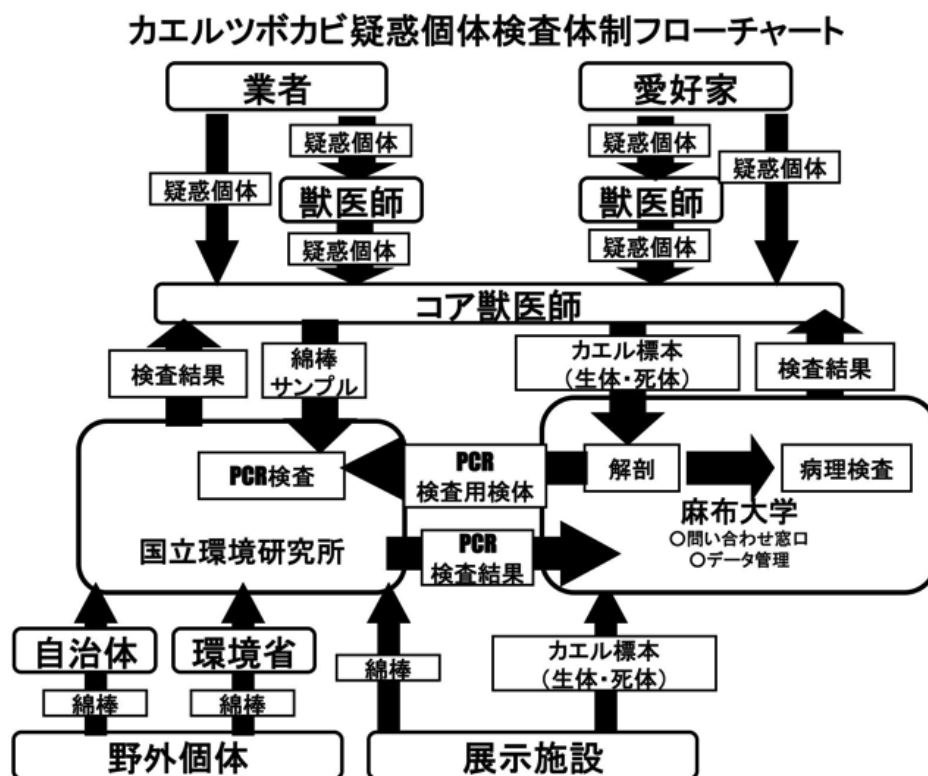 カエルツボカビ疑惑個体検査体制フローチャート
業者
愛好家
疑惑個体
疑惑個体
疑惑個体
疑惑個体
獣医師
獣医師
疑惑個体
疑惑個体
コア獣医師
検査結果
綿棒
サンプル
カエル標本
(生体・死体)
検査結果
PCR検査
PCR
検査用検体
解剖
病理検査
国立環境研究所
PCR
検査結果
麻布大学
○問い合わせ窓口
○データ管理
自治体
環境省
綿棒
綿棒
綿棒
カエル標本
(生体・死体)
野外個体
展示施設